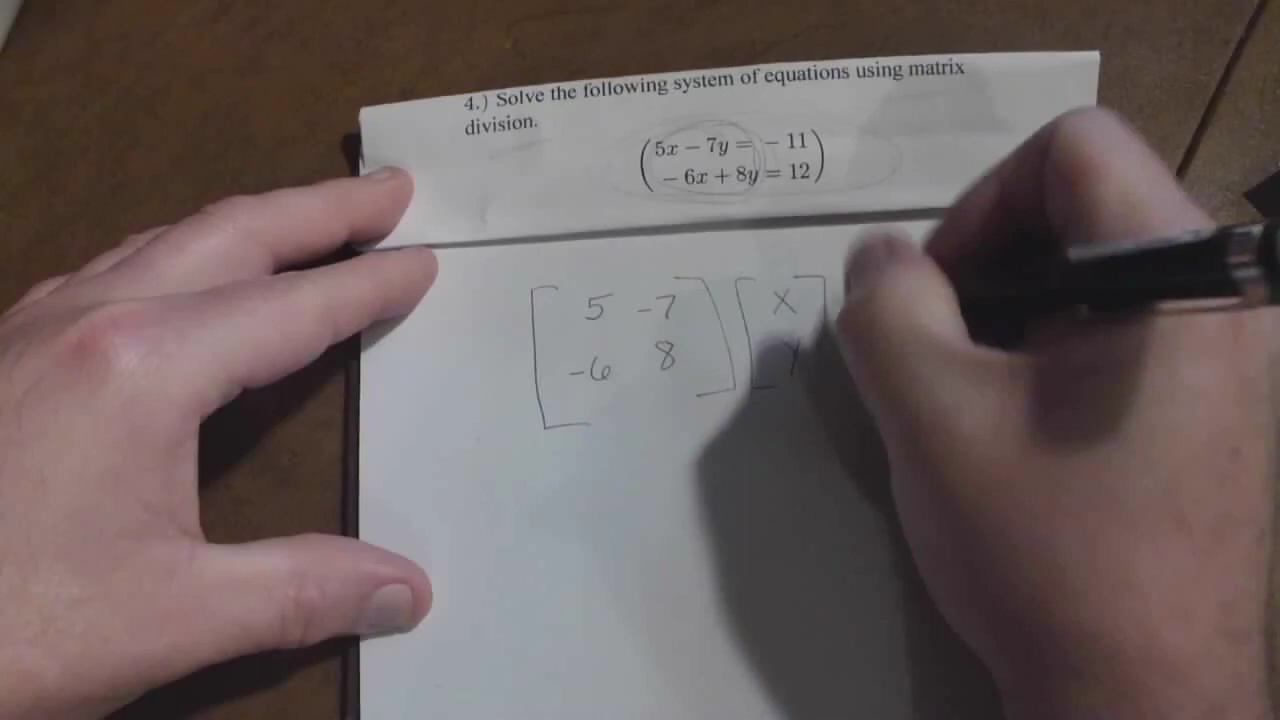 4.) Solve the following system of equations using matrix
division.
5x − 7y = − 11
− 6x + 8y = 12
5 -7 x
-6 8 y